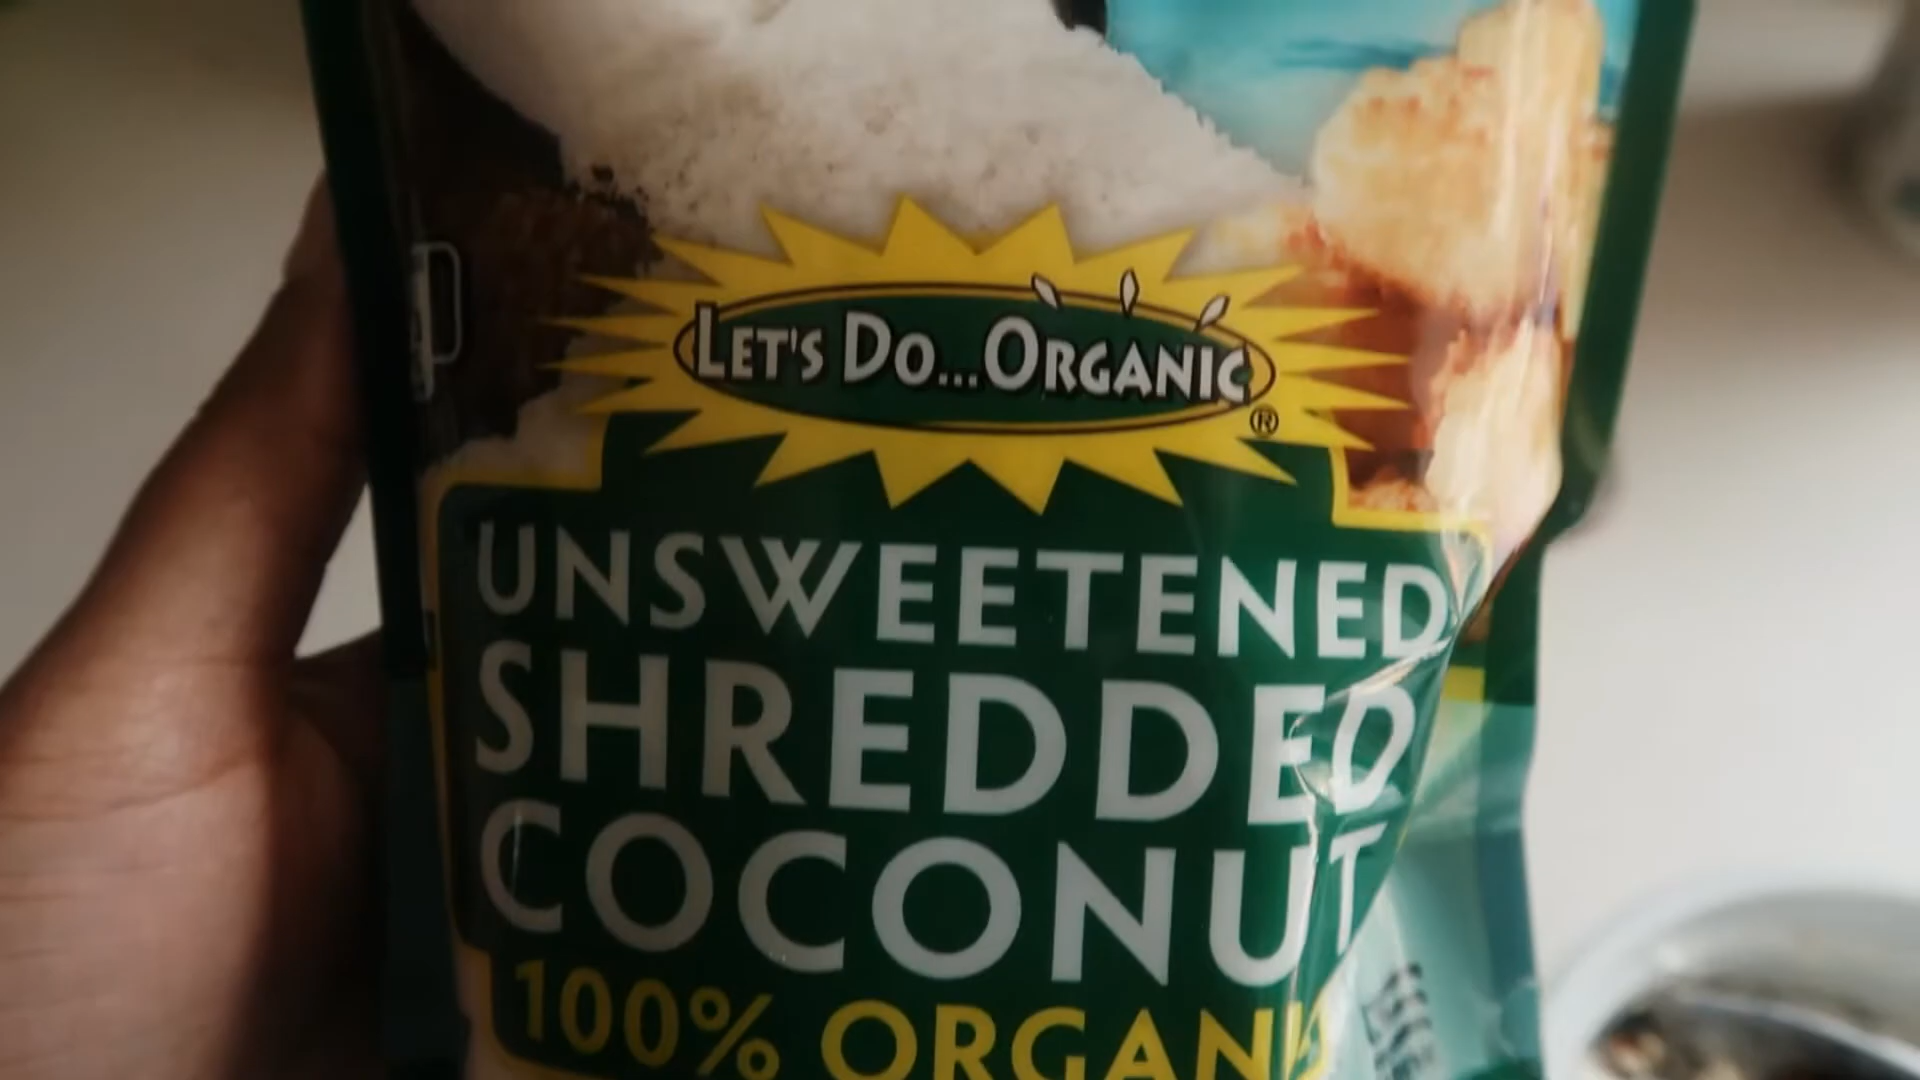 LET'S DO...ORGANIC
®
UNSWEETENED
SHREDDED
COCONUT
100%